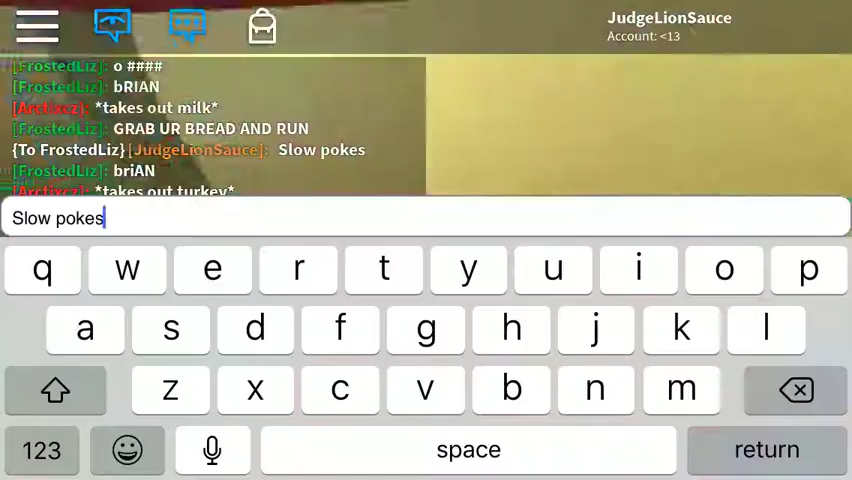 JudgeLionSauce
Account: <13
[FrostedLiz]: o ####
[FrostedLiz]: bRIAN
[Arctixcz]: *takes out milk*
[FrostedLiz]: GRAB UR BREAD AND RUN
{To FrostedLiz}[JudgeLionSauce]: Slow pokes
[FrostedLiz]: briAN
[Arctixcz]: *takes out turkey*
Slow pokes
q w e r t y u i o p
a s d f g h j k l
z x c v b n m
123 space return